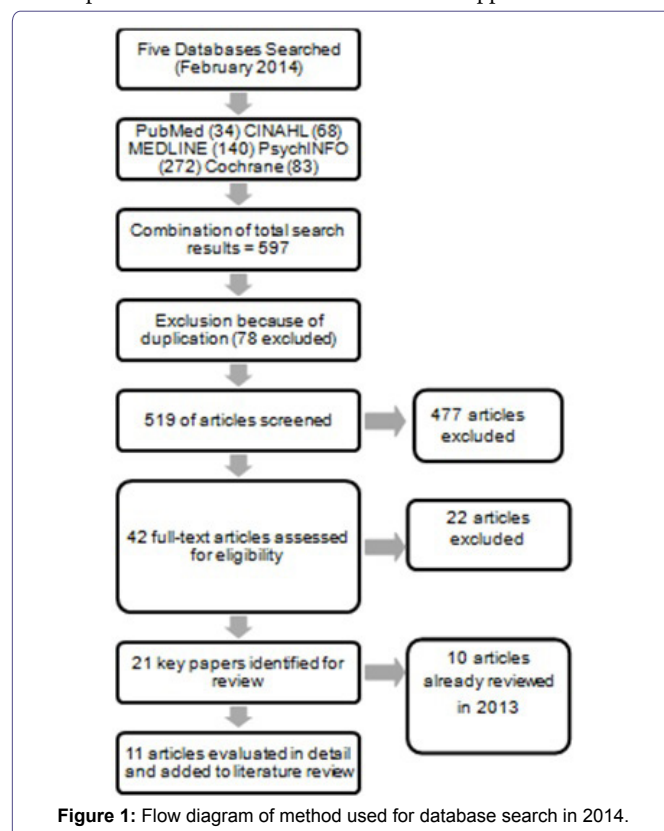 Five Databases Searched
(February 2014)
PubMed (34) CINAHL (68)
MEDLINE (140) PsychINFO
(272) Cochrane (83)
Combination of total search
results = 597
Exclusion because of
duplication (78 excluded)
519 of articles screened
477 articles
excluded
42 full-text articles assessed
for eligibility
22 articles
excluded
21 key papers identified for
review
10 articles
already reviewed
in 2013
11 articles evaluated in detail
and added to literature review
Figure 1: Flow diagram of method used for database search in 2014.